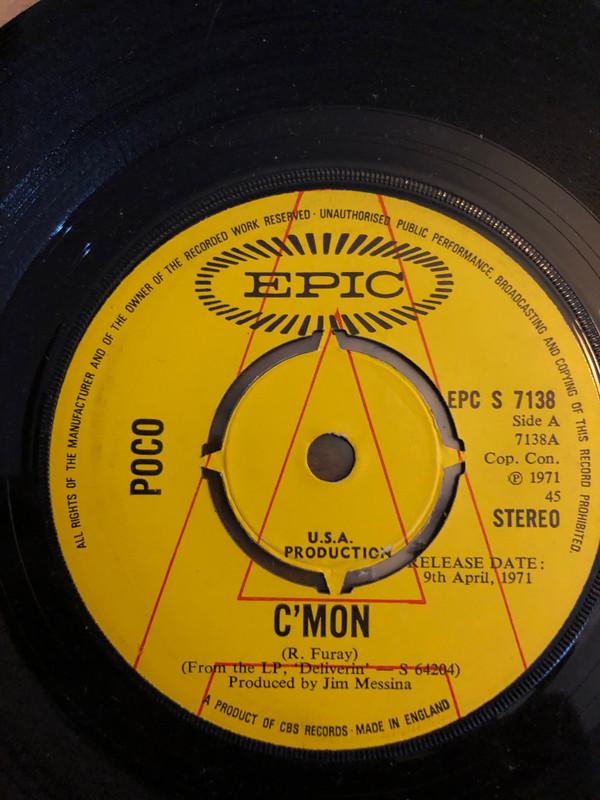 ALL RIGHTS OF THE MANUFACTURER AND OF THE OWNER OF THE RECORDED WORK RESERVED · UNAUTHORISED PUBLIC PERFORMANCE, BROADCASTING AND COPYING OF THIS RECORD PROHIBITED.
EPIC
A
POCO
EPC S 7138
Side A
7138A
Cop. Con.
℗ 1971
45
STEREO
U.S.A.
PRODUCTION
RELEASE DATE:
9th April, 1971
C'MON
(R. Furay)
(From the LP, 'Deliverin' — S 64204)
Produced by Jim Messina
A PRODUCT OF CBS RECORDS · MADE IN ENGLAND